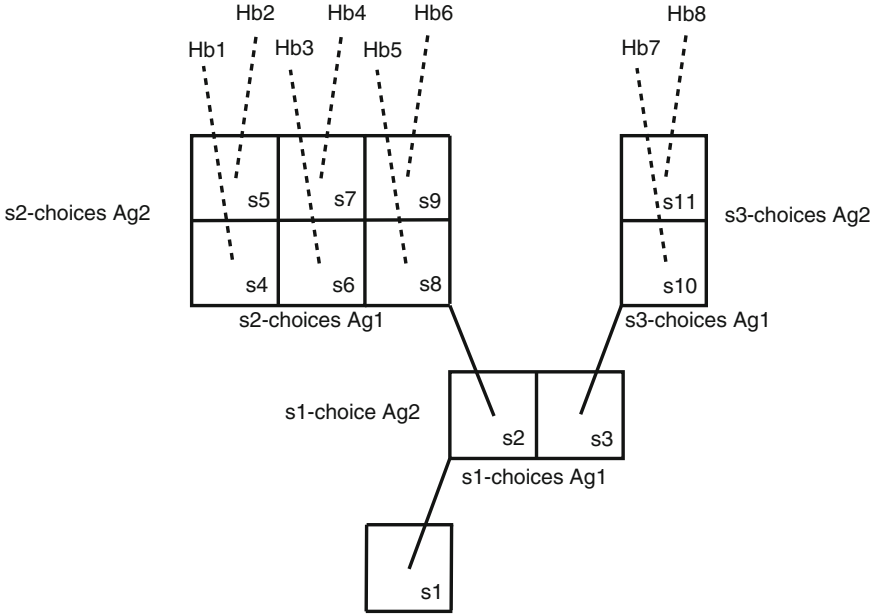 Hb2
Hb4
Hb6
Hb8
Hb1
Hb3
Hb5
Hb7
s5
s7
s9
s11
s2-choices Ag2
s3-choices Ag2
s4
s6
s8
s10
s2-choices Ag1
s3-choices Ag1
s1-choice Ag2
s2
s3
s1-choices Ag1
s1